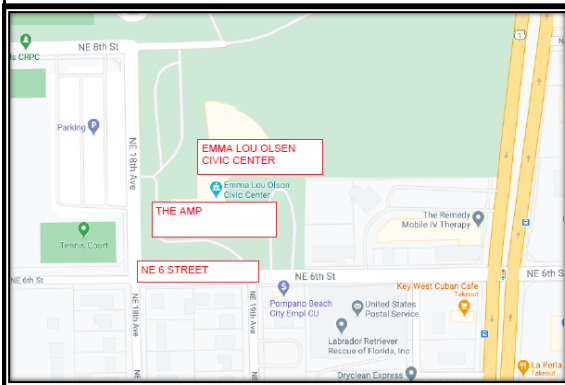 1
NE 8th St
s CRPC
Parking
NE 18th Ave
EMMA LOU OLSEN
CIVIC CENTER
Emma Lou Olson
Civic Center
THE AMP
The Remedy
Mobile IV Therapy
Tennis Court
NE 6 STREET
NE 6th St
NE 6th St
NE 6th S
NE 18th Ave
NE 19th Ave
Pompano Beach
City Empl CU
United States
Postal Service
Key West Cuban Cafe
Takeout
Labrador Retriever
Rescue of Florida, Inc
Dryclean Express
La Perla
Takeout